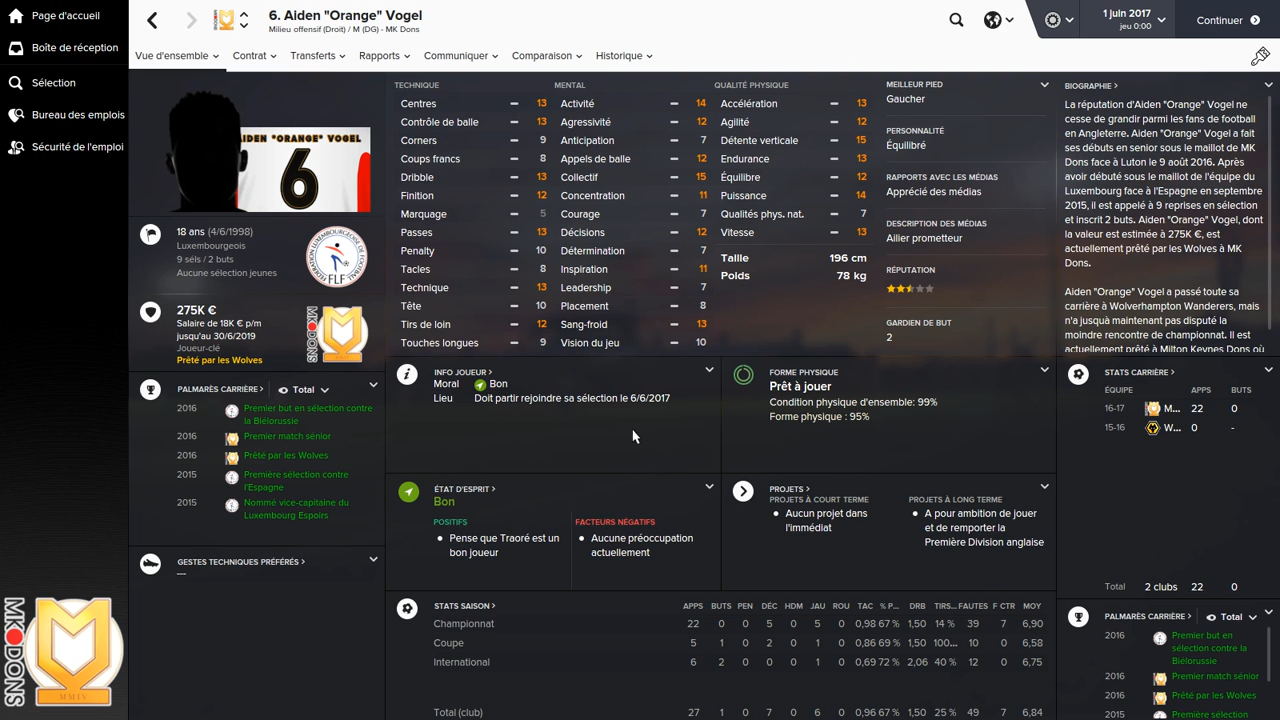 Page d'accueil
Boîte de réception
Sélection
Bureau des emplois
Sécurité de l'emploi
6. Aiden "Orange" Vogel
Milieu offensif (Droit) / M (DG) - MK Dons
1 juin 2017
jeu 0:00
Continuer
Vue d'ensemble Contrat Transferts Rapports Communiquer Comparaison Historique
AIDEN "ORANGE" VOGEL
6
18 ans (4/6/1998)
Luxembourgeois
9 séls / 2 buts
Aucune sélection jeunes
FLF
275K €
Salaire de 18K € p/m
jusqu'au 30/6/2019
Joueur-clé
Prêté par les Wolves
PALMARÈS CARRIÈRE > Total
2016 Premier but en sélection contre
la Biélorussie
2016 Premier match sénior
2016 Prêté par les Wolves
2015 Première sélection contre
l'Espagne
2015 Nommé vice-capitaine du
Luxembourg Espoirs
GESTES TECHNIQUES PRÉFÉRÉS >
—
TECHNIQUE
Centres – 13
Contrôle de balle – 13
Corners – 9
Coups francs – 8
Dribble – 13
Finition – 12
Marquage – 5
Passes – 13
Penalty – 10
Tacles – 8
Technique – 13
Tête – 10
Tirs de loin – 12
Touches longues – 9
MENTAL
Activité – 14
Agressivité – 12
Anticipation – 7
Appels de balle – 12
Collectif – 15
Concentration – 11
Courage – 7
Décisions – 12
Détermination – 7
Inspiration – 11
Leadership – 7
Placement – 8
Sang-froid – 13
Vision du jeu – 10
QUALITÉ PHYSIQUE
Accélération – 13
Agilité – 12
Détente verticale – 15
Endurance – 13
Équilibre – 12
Puissance – 14
Qualités phys. nat. – 7
Vitesse – 13
Taille 196 cm
Poids 78 kg
MEILLEUR PIED
Gaucher
PERSONNALITÉ
Équilibré
RAPPORTS AVEC LES MÉDIAS
Apprécié des médias
DESCRIPTION DES MÉDIAS
Ailier prometteur
RÉPUTATION
GARDIEN DE BUT
2
BIOGRAPHIE >
La réputation d'Aiden "Orange" Vogel ne
cesse de grandir parmi les fans de football
en Angleterre. Aiden "Orange" Vogel a fait
ses débuts en senior sous le maillot de MK
Dons face à Luton le 9 août 2016. Après
avoir débuté sous le maillot de l'équipe du
Luxembourg face à l'Espagne en septembre
2015, il est appelé à 9 reprises en sélection
et inscrit 2 buts. Aiden "Orange" Vogel, dont
la valeur est estimée à 275K €, est
actuellement prêté par les Wolves à MK
Dons.
Aiden "Orange" Vogel a passé toute sa
carrière à Wolverhampton Wanderers, mais
n'a jusqu'à maintenant pas disputé la
moindre rencontre de championnat. Il est
actuellement prêté à Milton Keynes Dons où
INFO JOUEUR >
Moral Bon
Lieu Doit partir rejoindre sa sélection le 6/6/2017
FORME PHYSIQUE
Prêt à jouer
Condition physique d'ensemble: 99%
Forme physique : 95%
ÉTAT D'ESPRIT >
Bon
POSITIFS
• Pense que Traoré est un
bon joueur
FACTEURS NÉGATIFS
• Aucune préoccupation
actuellement
PROJETS >
PROJETS À COURT TERME
• Aucun projet dans
l'immédiat
PROJETS À LONG TERME
• A pour ambition de jouer
et de remporter la
Première Division anglaise
STATS SAISON > APPS BUTS PEN DÉC HDM JAU ROU TAC % P... DRB TIRS... FAUTES F CTR MOY
Championnat 22 0 0 5 0 5 0 0,98 67 % 1,50 14 % 39 7 6,90
Coupe 5 1 0 2 0 1 0 0,86 69 % 1,50 100... 10 0 6,58
International 6 2 0 0 0 1 0 0,69 72 % 2,06 40 % 12 0 6,75
Total (club) 27 1 0 7 0 6 0 0,96 67 % 1,50 25 % 49 7 6,84
STATS CARRIÈRE >
ÉQUIPE APPS BUTS
16-17 M... 22 0
15-16 W... 0 -
Total 2 clubs 22 0
PALMARÈS CARRIÈRE > Total
2016 Premier but en
sélection contre la
Biélorussie
2016 Premier match sénior
2016 Prêté par les Wolves
2015 Première sélection
MK DONS
MMIV